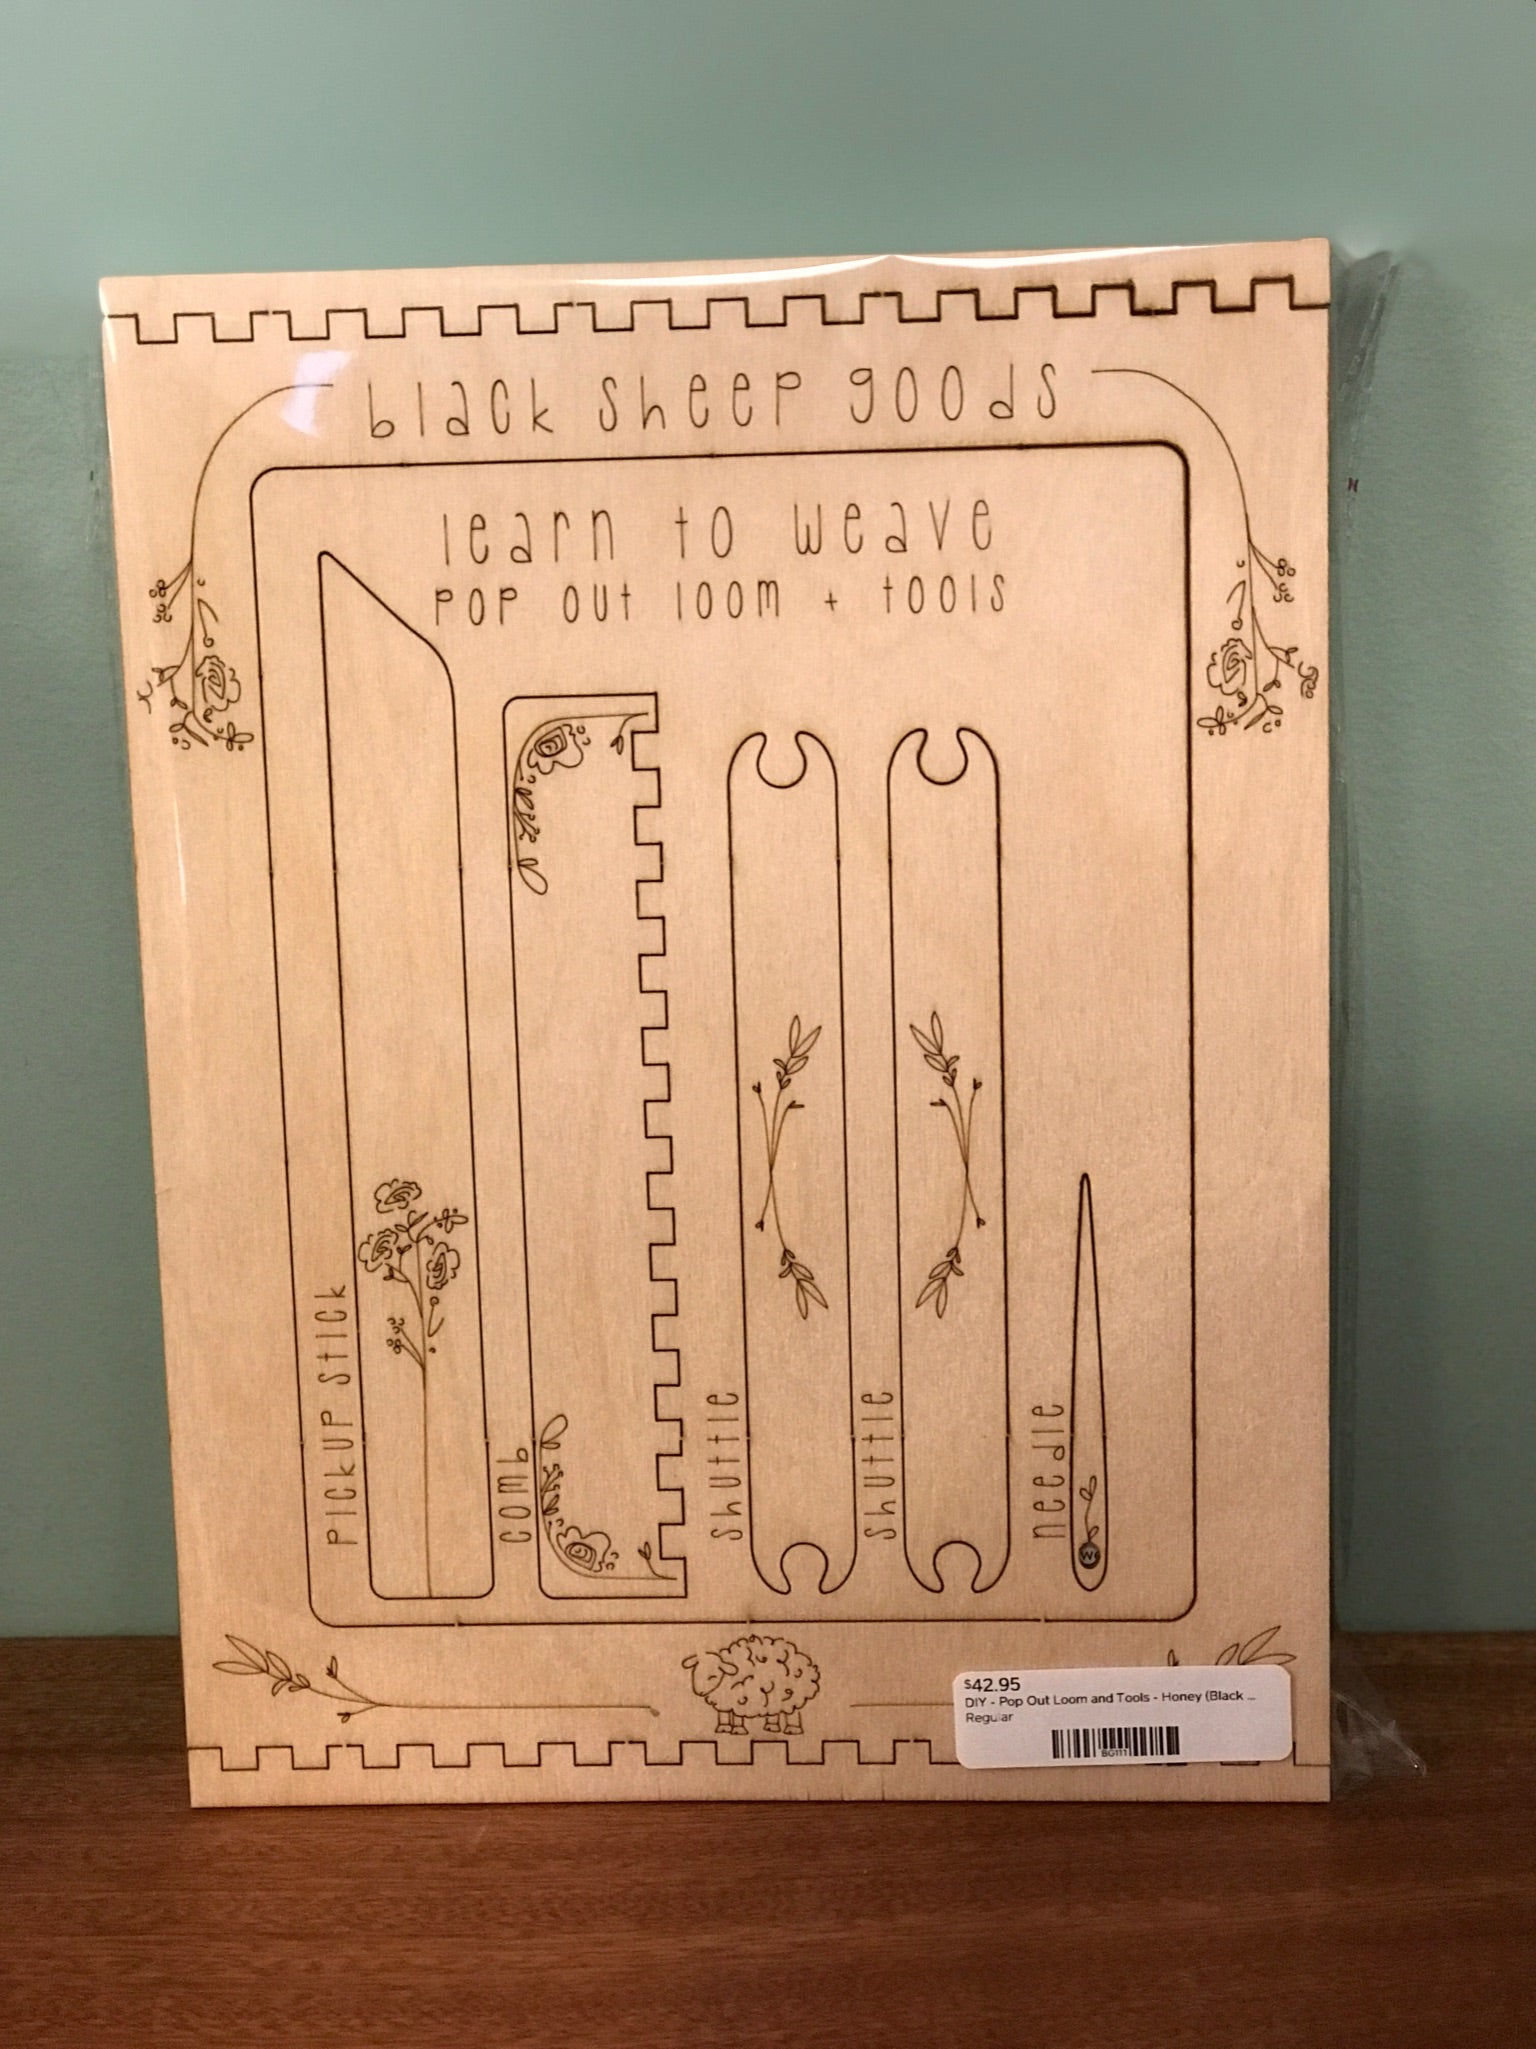 black sheep goods
learn to weave
pop out loom + tools
pickup stick
comb
shuttle
shuttle
needle
$42.95
DIY - Pop Out Loom and Tools - Honey (Black ...
Regular
BG111